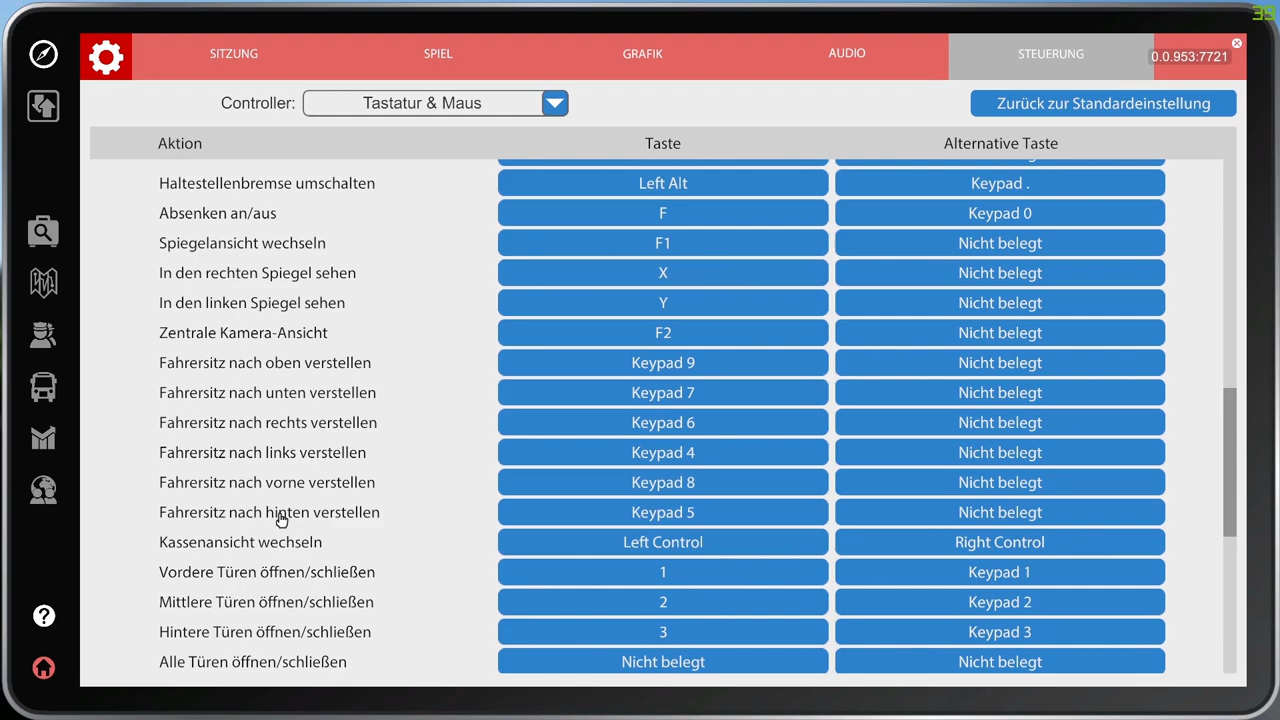 33
SITZUNG SPIEL GRAFIK AUDIO STEUERUNG 0.0.953:7721
Controller: Tastatur & Maus Zurück zur Standardeinstellung
Aktion Taste Alternative Taste
Haltestellenbremse umschalten Left Alt Keypad .
Absenken an/aus F Keypad 0
Spiegelansicht wechseln F1 Nicht belegt
In den rechten Spiegel sehen X Nicht belegt
In den linken Spiegel sehen Y Nicht belegt
Zentrale Kamera-Ansicht F2 Nicht belegt
Fahrersitz nach oben verstellen Keypad 9 Nicht belegt
Fahrersitz nach unten verstellen Keypad 7 Nicht belegt
Fahrersitz nach rechts verstellen Keypad 6 Nicht belegt
Fahrersitz nach links verstellen Keypad 4 Nicht belegt
Fahrersitz nach vorne verstellen Keypad 8 Nicht belegt
Fahrersitz nach hinten verstellen Keypad 5 Nicht belegt
Kassenansicht wechseln Left Control Right Control
Vordere Türen öffnen/schließen 1 Keypad 1
Mittlere Türen öffnen/schließen 2 Keypad 2
Hintere Türen öffnen/schließen 3 Keypad 3
Alle Türen öffnen/schließen Nicht belegt Nicht belegt